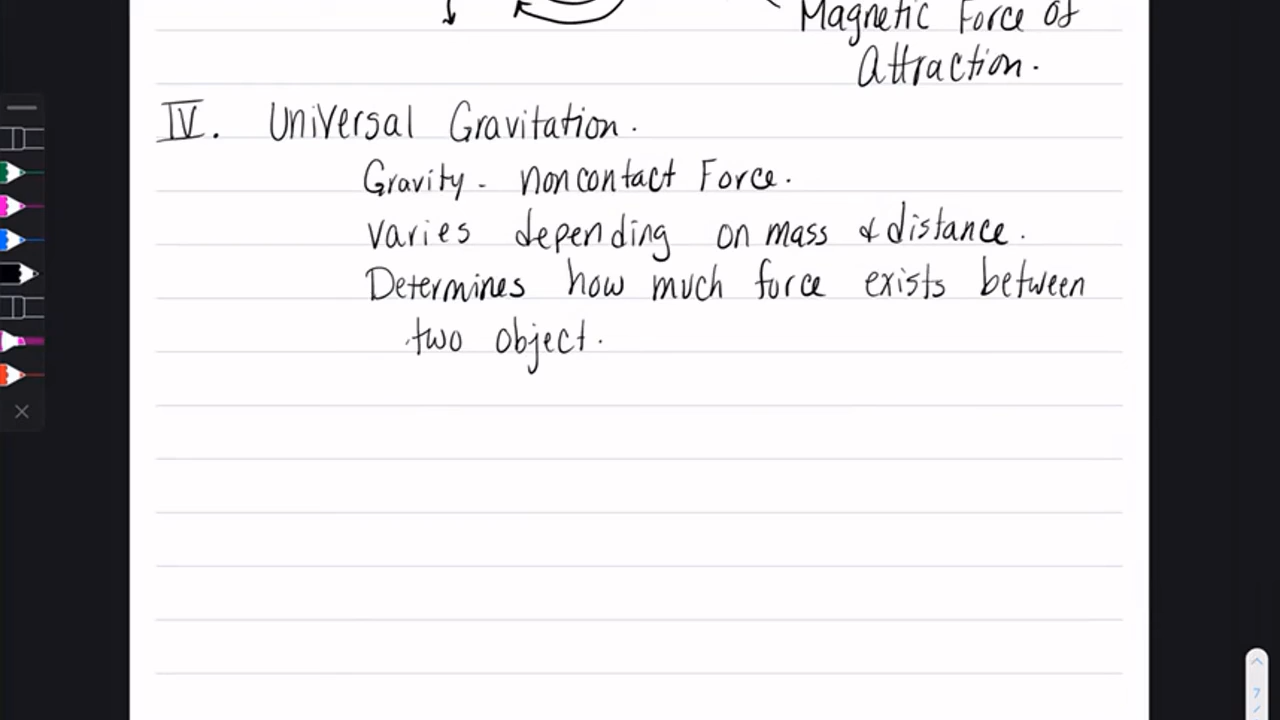 Magnetic Force of
Attraction.
IV. Universal Gravitation.
Gravity - noncontact Force.
varies depending on mass & distance.
Determines how much force exists between
two object.
7